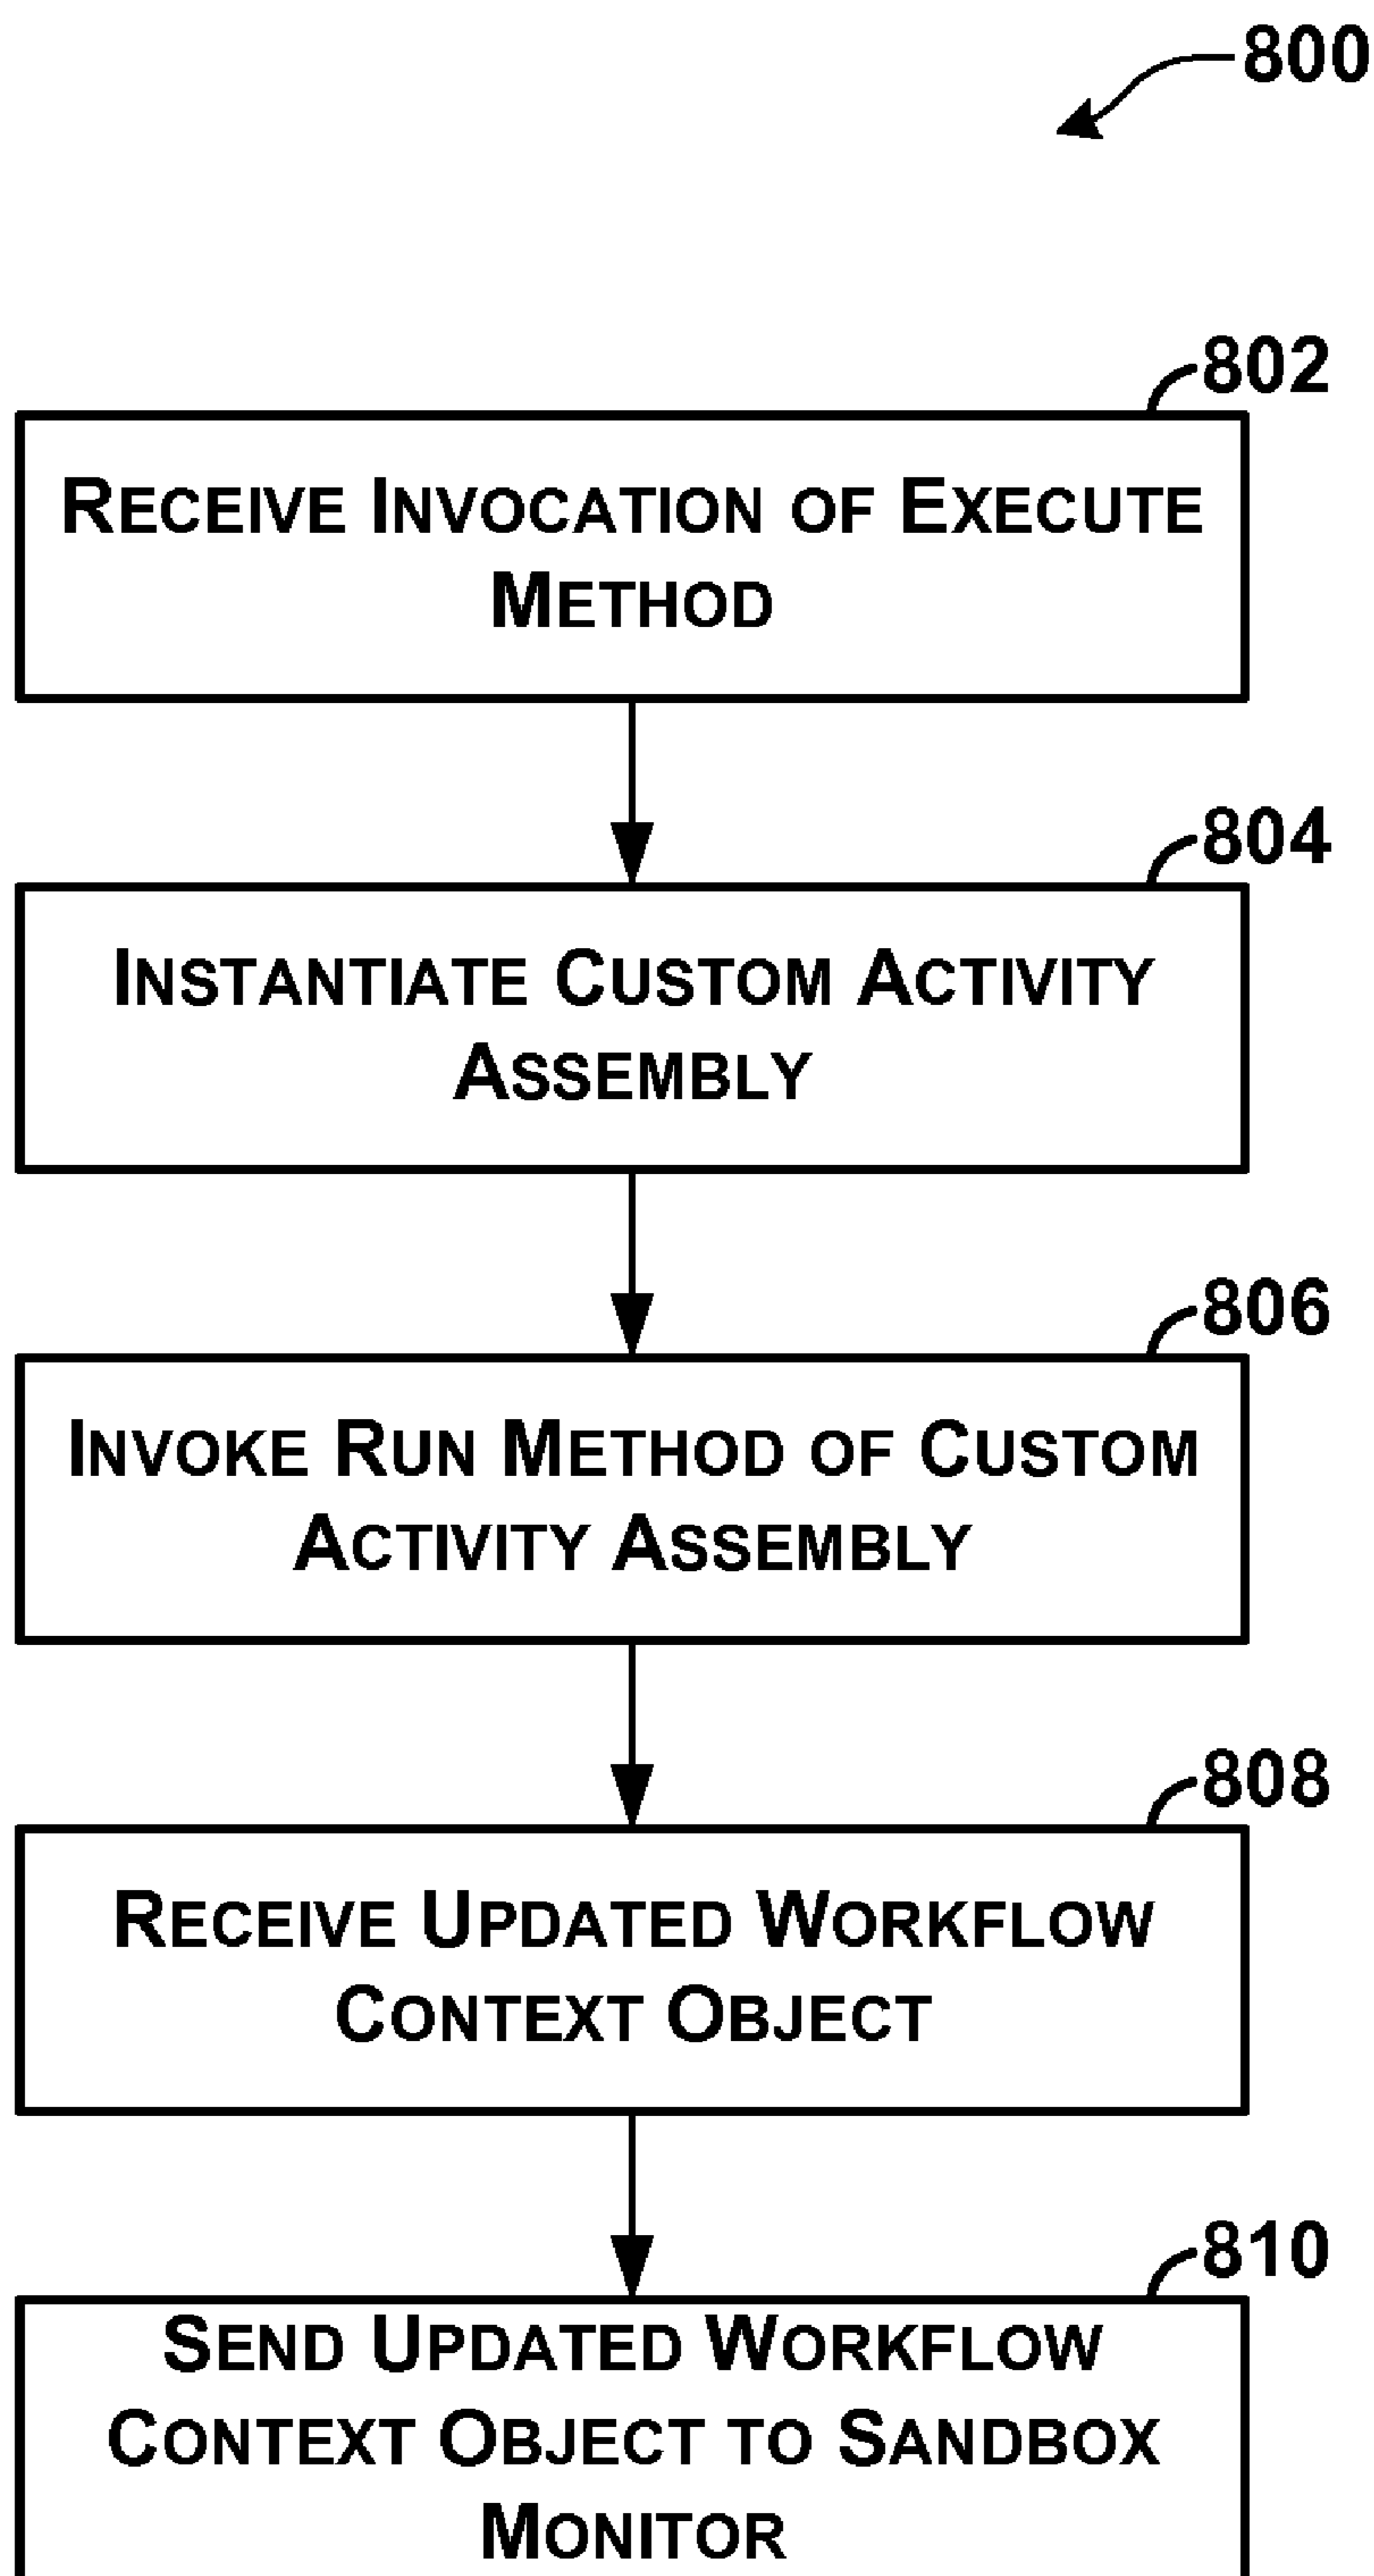 800
802
RECEIVE INVOCATION OF EXECUTE
METHOD
804
INSTANTIATE CUSTOM ACTIVITY
ASSEMBLY
806
INVOKE RUN METHOD OF CUSTOM
ACTIVITY ASSEMBLY
808
RECEIVE UPDATED WORKFLOW
CONTEXT OBJECT
810
SEND UPDATED WORKFLOW
CONTEXT OBJECT TO SANDBOX
MONITOR